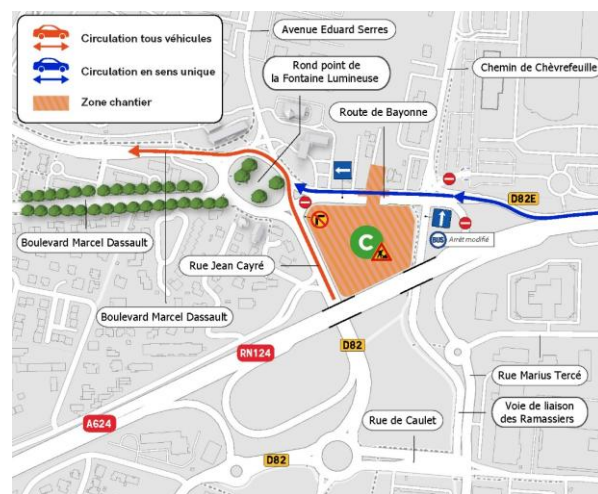 Circulation tous véhicules
Circulation en sens unique
Zone chantier
Avenue Eduard Serres
Rond point de
la Fontaine Lumineuse
Chemin de Chèvrefeuille
Route de Bayonne
D82E
BUS Arrêt modifié
C
Boulevard Marcel Dassault
Rue Jean Cayré
Boulevard Marcel Dassault
D82
RN124
Rue Marius Tercé
A624
Rue de Caulet
Voie de liaison
des Ramassiers
D82